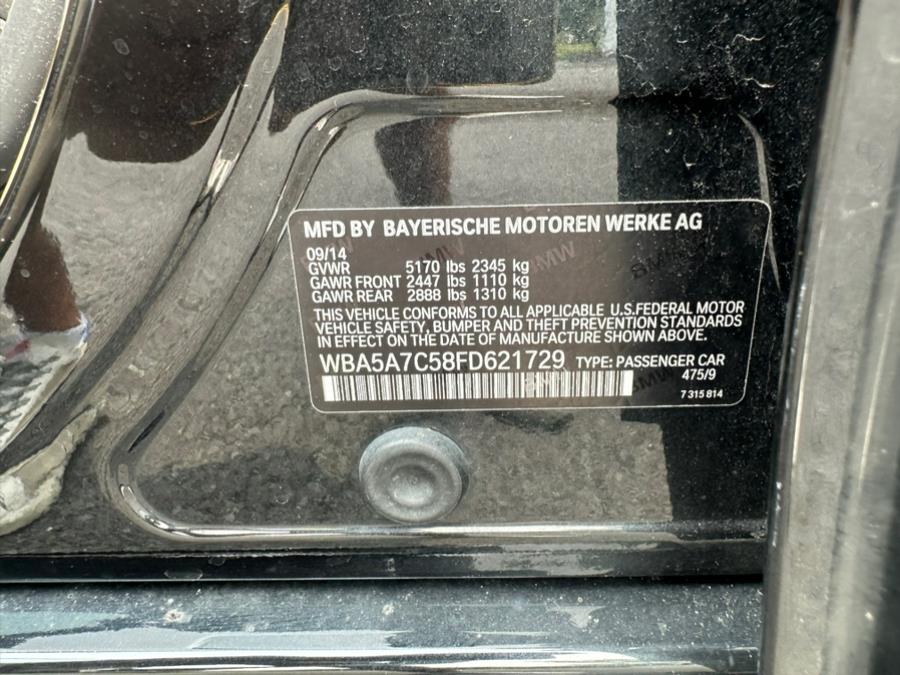 MFD BY BAYERISCHE MOTOREN WERKE AG
09/14
GVWR 5170 lbs 2345 kg
GAWR FRONT 2447 lbs 1110 kg
GAWR REAR 2888 lbs 1310 kg
THIS VEHICLE CONFORMS TO ALL APPLICABLE U.S.FEDERAL MOTOR
VEHICLE SAFETY, BUMPER AND THEFT PREVENTION STANDARDS
IN EFFECT ON THE DATE OF MANUFACTURE SHOWN ABOVE.
WBA5A7C58FD621729 TYPE: PASSENGER CAR
475/9
7 315 814
BMW
BMW
BMW